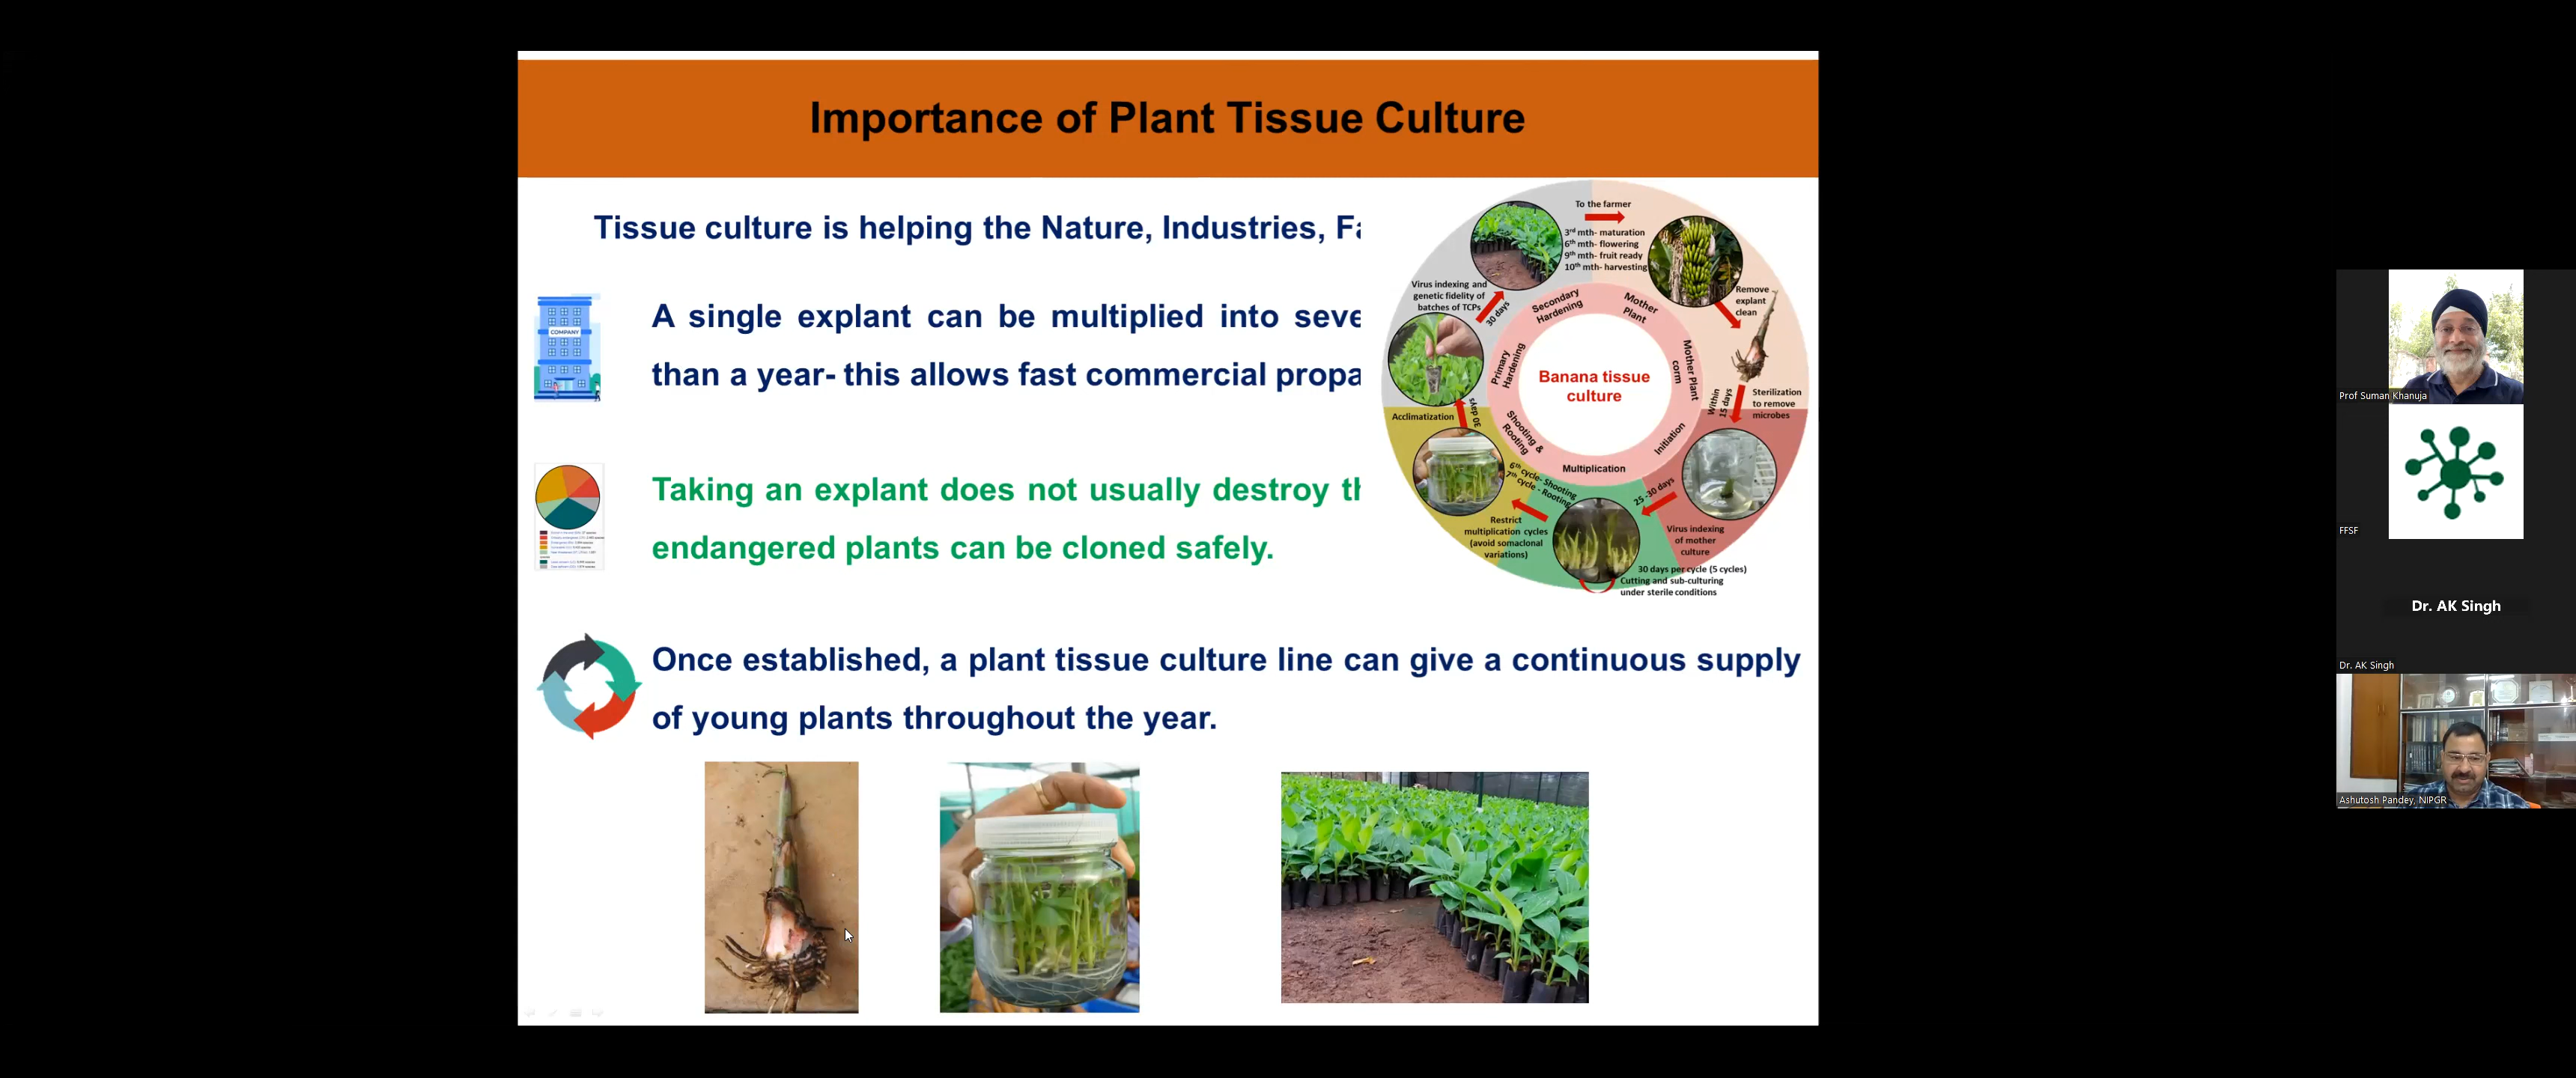 Importance of Plant Tissue Culture
Tissue culture is helping the Nature, Industries,
A single explant can be multiplied into
than a year- this allows fast commercial
Taking an explant does not usually destroy
endangered plants can be cloned safely.
Once established, a plant tissue culture line can give a continuous supply
of young plants throughout the year.
COMPANY
Banana tissue
culture
Mother
Plant
Mother Plant
corm
Initiation
Multiplication
Shooting &
Rooting
Primary
Hardening
Secondary
Hardening
To the farmer
3rd mth- maturation
6th mth- flowering
9th mth- fruit ready
10th mth- harvesting
Remove
explant
clean
Within
15 days
Sterilization
to remove
microbes
25 -30 days
Virus indexing
of mother
culture
30 days per cycle (5 cycles)
Cutting and sub-culturing
under sterile conditions
6th cycle- Shooting
7th cycle - Rooting
Restrict
multiplication cycles
(avoid somaclonal
variations)
Acclimatization
30 days
Virus indexing and
genetic fidelity of
batches of TCPs
30 days
Prof Suman Khanuja
FFSF
Dr. AK Singh
Dr. AK Singh
Ashutosh Pandey, NIPGR